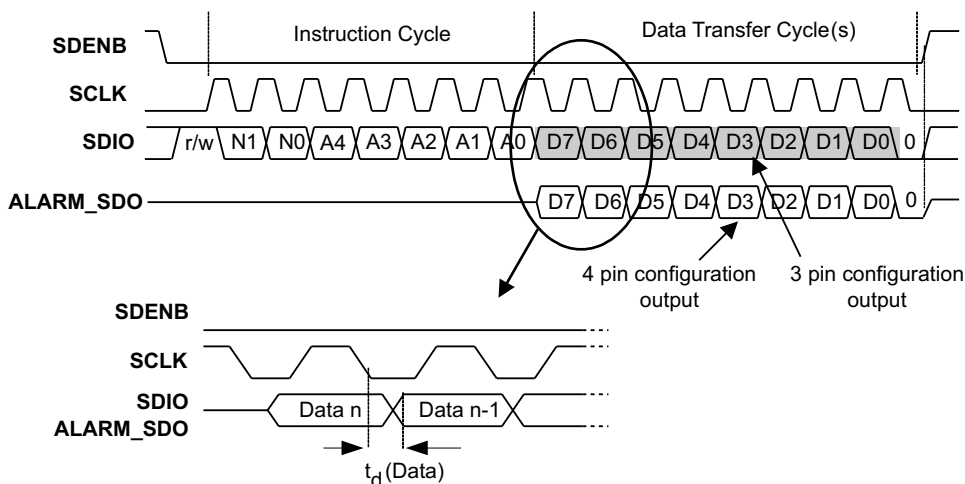 Instruction Cycle Data Transfer Cycle(s)
SDENB
SCLK
SDIO r/w N1 N0 A4 A3 A2 A1 A0 D7 D6 D5 D4 D3 D2 D1 D0 0
ALARM_SDO D7 D6 D5 D4 D3 D2 D1 D0 0
4 pin configuration output
3 pin configuration output
SDENB
SCLK
SDIO
ALARM_SDO
Data n Data n-1
td(Data)